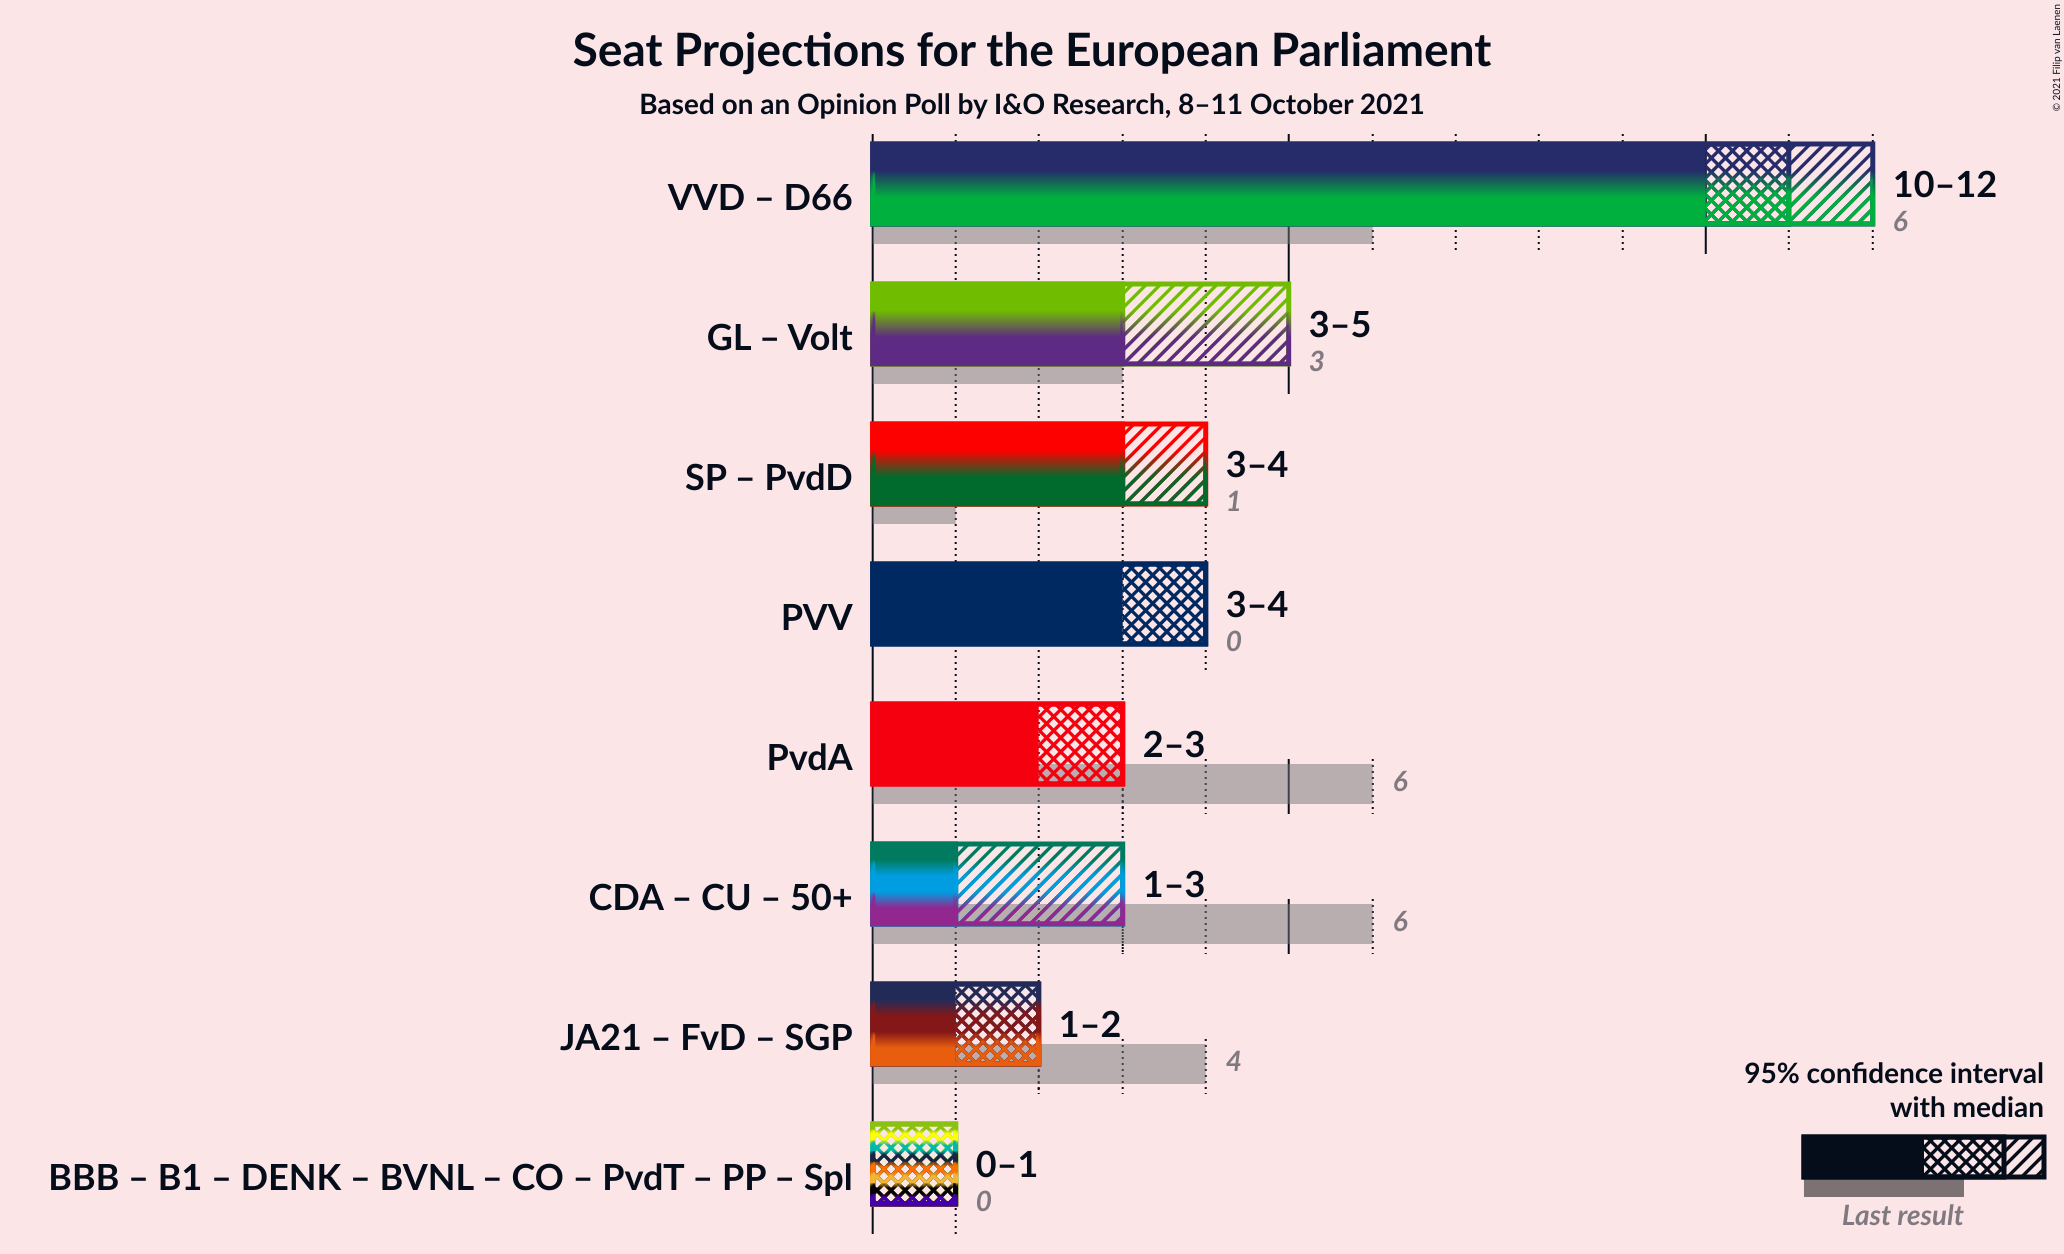 Seat Projections for the European Parliament
Based on an Opinion Poll by I&O Research, 8–11 October 2021
© 2021 Filip van Laenen
VVD – D66
10–12
6
GL – Volt
3–5
3
SP – PvdD
3–4
1
PVV
3–4
0
PvdA
2–3
6
CDA – CU – 50+
1–3
6
JA21 – FvD – SGP
1–2
4
BBB – B1 – DENK – BVNL – CO – PvdT – PP – Spl
0–1
0
95% confidence interval
with median
Last result